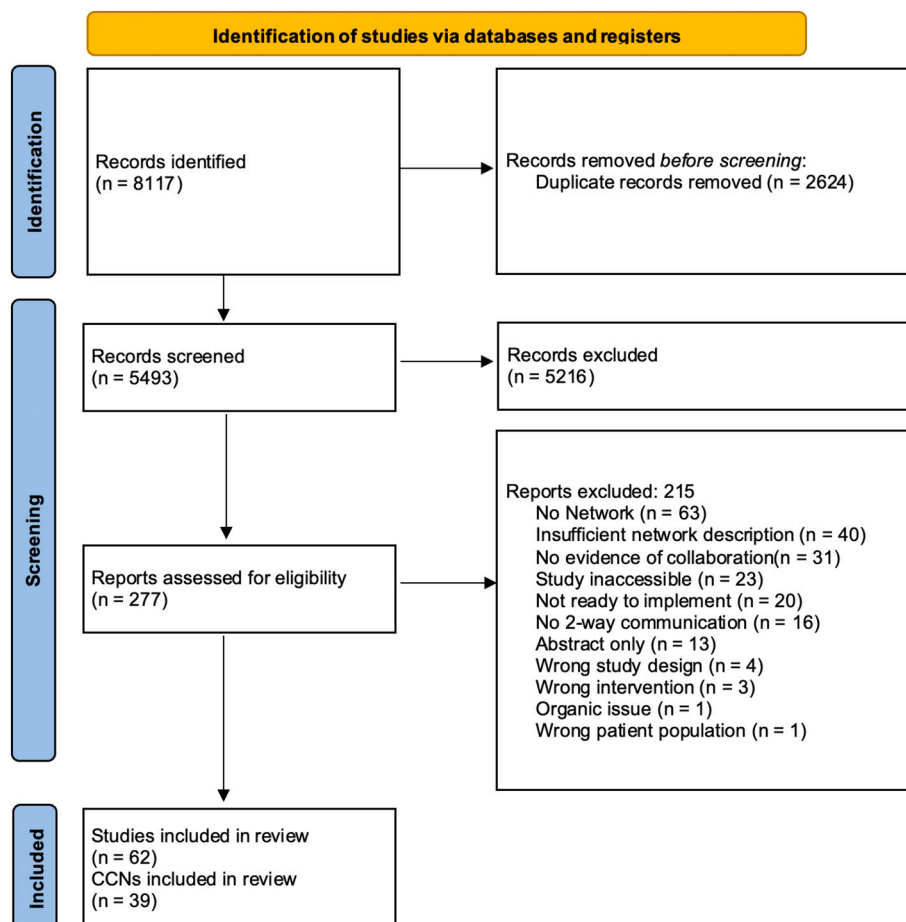 Identification of studies via databases and registers
Identification
Records identified
(n = 8117)
Records removed before screening:
Duplicate records removed (n = 2624)
Screening
Records screened
(n = 5493)
Records excluded
(n = 5216)
Reports assessed for eligibility
(n = 277)
Reports excluded: 215
No Network (n = 63)
Insufficient network description (n = 40)
No evidence of collaboration(n = 31)
Study inaccessible (n = 23)
Not ready to implement (n = 20)
No 2-way communication (n = 16)
Abstract only (n = 13)
Wrong study design (n = 4)
Wrong intervention (n = 3)
Organic issue (n = 1)
Wrong patient population (n = 1)
Included
Studies included in review
(n = 62)
CCNs included in review
(n = 39)